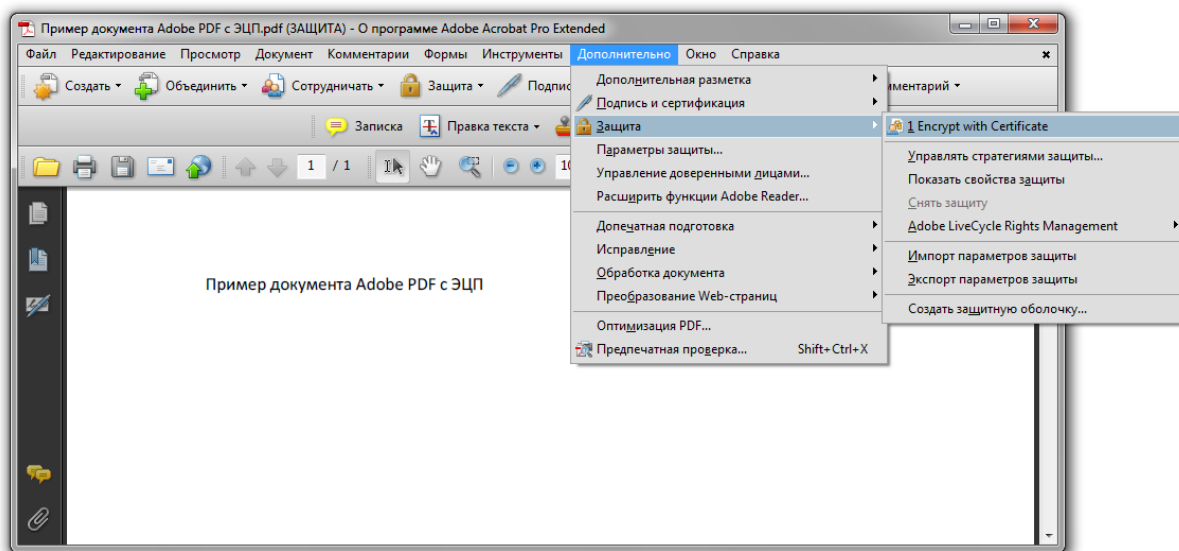 Пример документа Adobe PDF с ЭЦП.pdf (ЗАЩИТА) - О программе Adobe Acrobat Pro Extended
Файл Редактирование Просмотр Документ Комментарии Формы Инструменты Дополнительно Окно Справка
Создать Объединить Сотрудничать Защита
Записка Правка текста
1 / 1
Дополнительная разметка
Подпись и сертификация
Защита
Параметры защиты...
Управление доверенными лицами...
Расширить функции Adobe Reader...
Допечатная подготовка
Исправление
Обработка документа
Преобразование Web-страниц
Оптимизация PDF...
Предпечатная проверка... Shift+Ctrl+X
1 Encrypt with Certificate
Управлять стратегиями защиты...
Показать свойства защиты
Снять защиту
Adobe LiveCycle Rights Management
Импорт параметров защиты
Экспорт параметров защиты
Создать защитную оболочку...
Пример документа Adobe PDF с ЭЦП